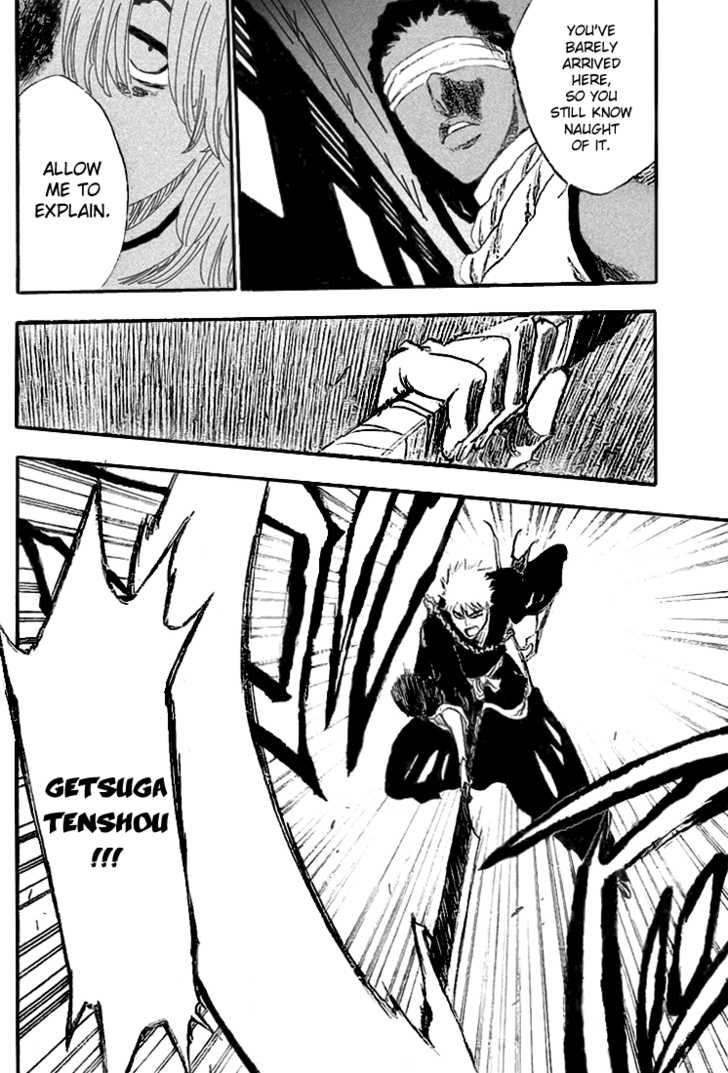 YOU'VE
BARELY
ARRIVED
HERE,
SO YOU
STILL KNOW
NAUGHT
OF IT.
ALLOW
ME TO
EXPLAIN.
GETSUGA
TENSHOU
!!!